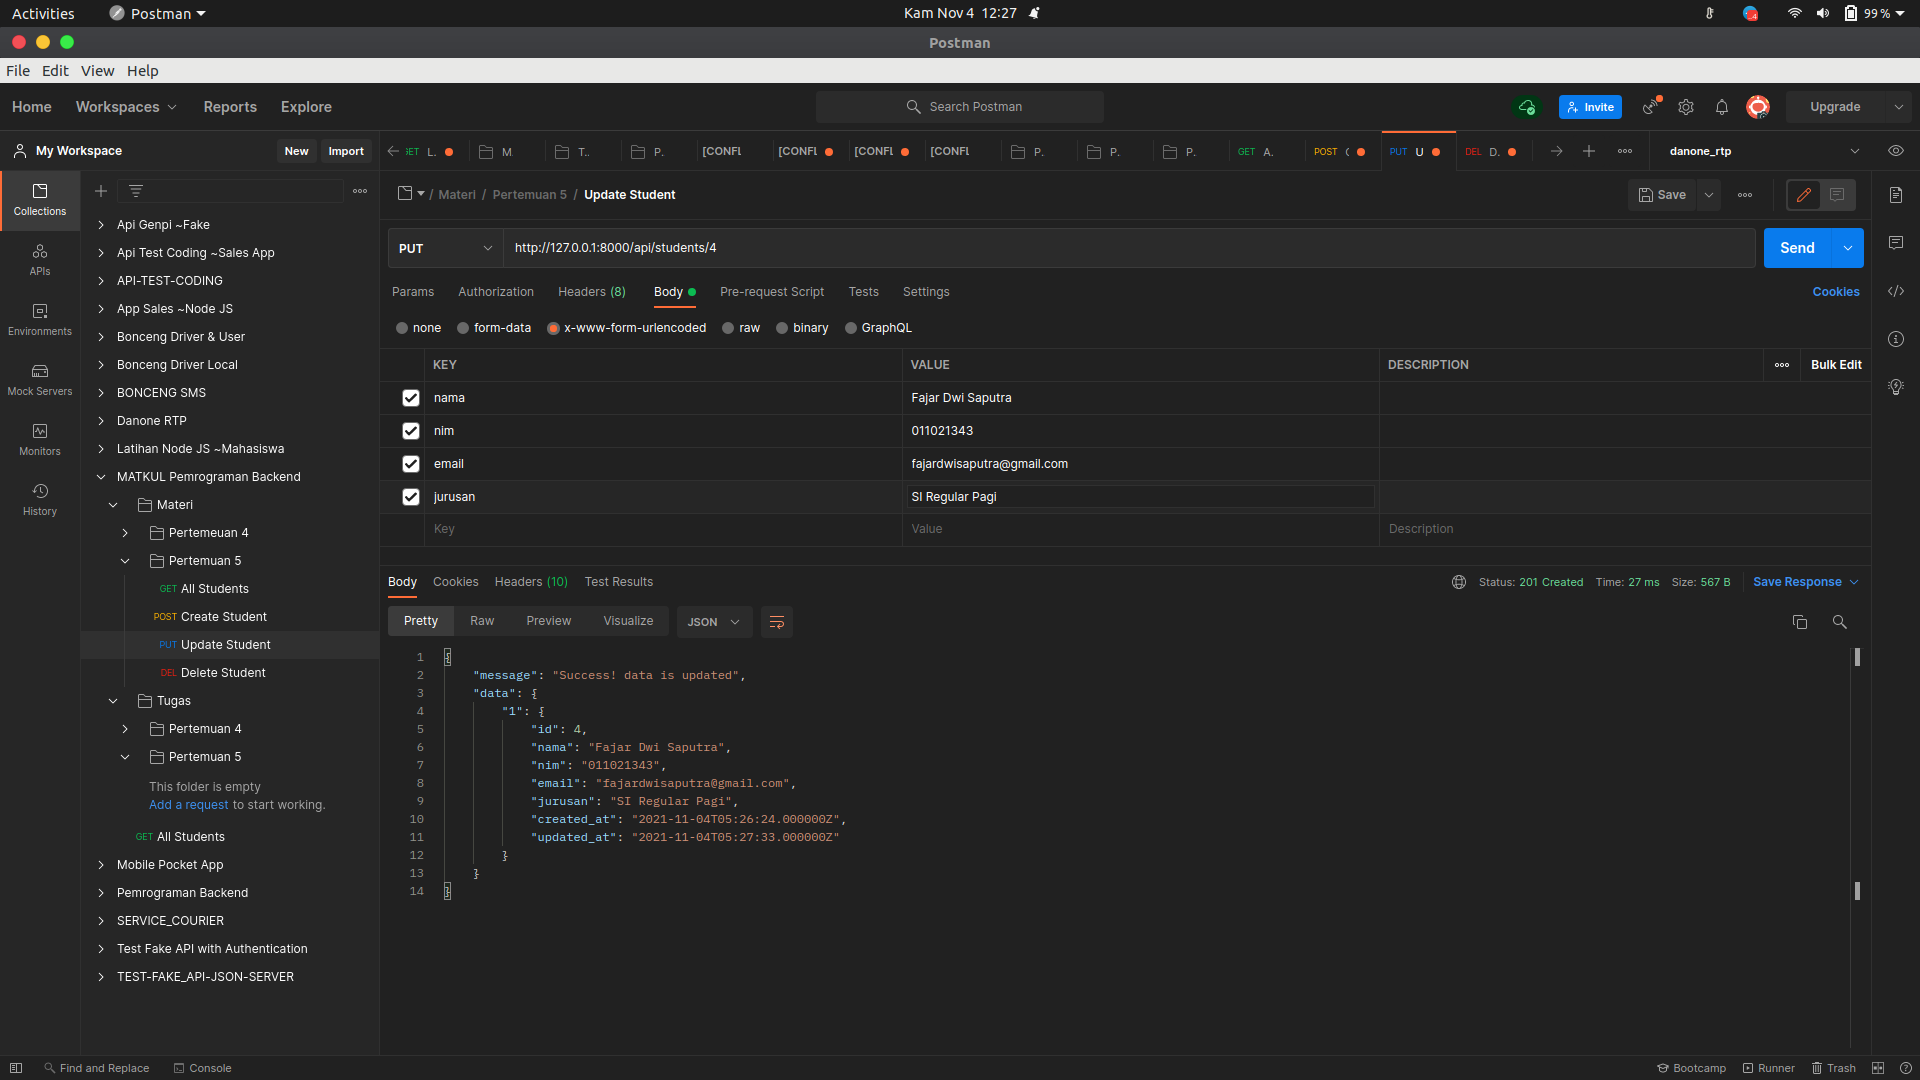 Activities
Postman
Kam Nov 4 12:27
99 %
Postman
File Edit View Help
Home Workspaces Reports Explore
Search Postman
Invite
Upgrade
My Workspace
New Import
GET L.
M.
T..
P.
[CONFL
[CONFL
[CONFL
[CONFL
P.
P.
P.
GET A.
POST
PUT U
DEL D.
danone_rtp
Collections
APIs
Environments
Mock Servers
Monitors
History
Api Genpi ~Fake
Api Test Coding ~Sales App
API-TEST-CODING
App Sales ~Node JS
Bonceng Driver & User
Bonceng Driver Local
BONCENG SMS
Danone RTP
Latihan Node JS ~Mahasiswa
MATKUL Pemrograman Backend
Materi
Pertemeuan 4
Pertemuan 5
GET All Students
POST Create Student
PUT Update Student
DEL Delete Student
Tugas
Pertemuan 4
Pertemuan 5
This folder is empty
Add a request to start working.
GET All Students
Mobile Pocket App
Pemrograman Backend
SERVICE_COURIER
Test Fake API with Authentication
TEST-FAKE_API-JSON-SERVER
/ Materi / Pertemuan 5 / Update Student
Save
PUT
http://127.0.0.1:8000/api/students/4
Send
Params Authorization Headers (8) Body Pre-request Script Tests Settings
Cookies
none form-data x-www-form-urlencoded raw binary GraphQL
KEY VALUE DESCRIPTION Bulk Edit
nama Fajar Dwi Saputra
nim 011021343
email fajardwisaputra@gmail.com
jurusan SI Regular Pagi
Key Value Description
Body Cookies Headers (10) Test Results
Status: 201 Created Time: 27 ms Size: 567 B Save Response
Pretty Raw Preview Visualize JSON
1 {
2 "message": "Success! data is updated",
3 "data": {
4 "1": {
5 "id": 4,
6 "nama": "Fajar Dwi Saputra",
7 "nim": "011021343",
8 "email": "fajardwisaputra@gmail.com",
9 "jurusan": "SI Regular Pagi",
10 "created_at": "2021-11-04T05:26:24.000000Z",
11 "updated_at": "2021-11-04T05:27:33.000000Z"
12 }
13 }
14 }
Find and Replace Console
Bootcamp Runner Trash